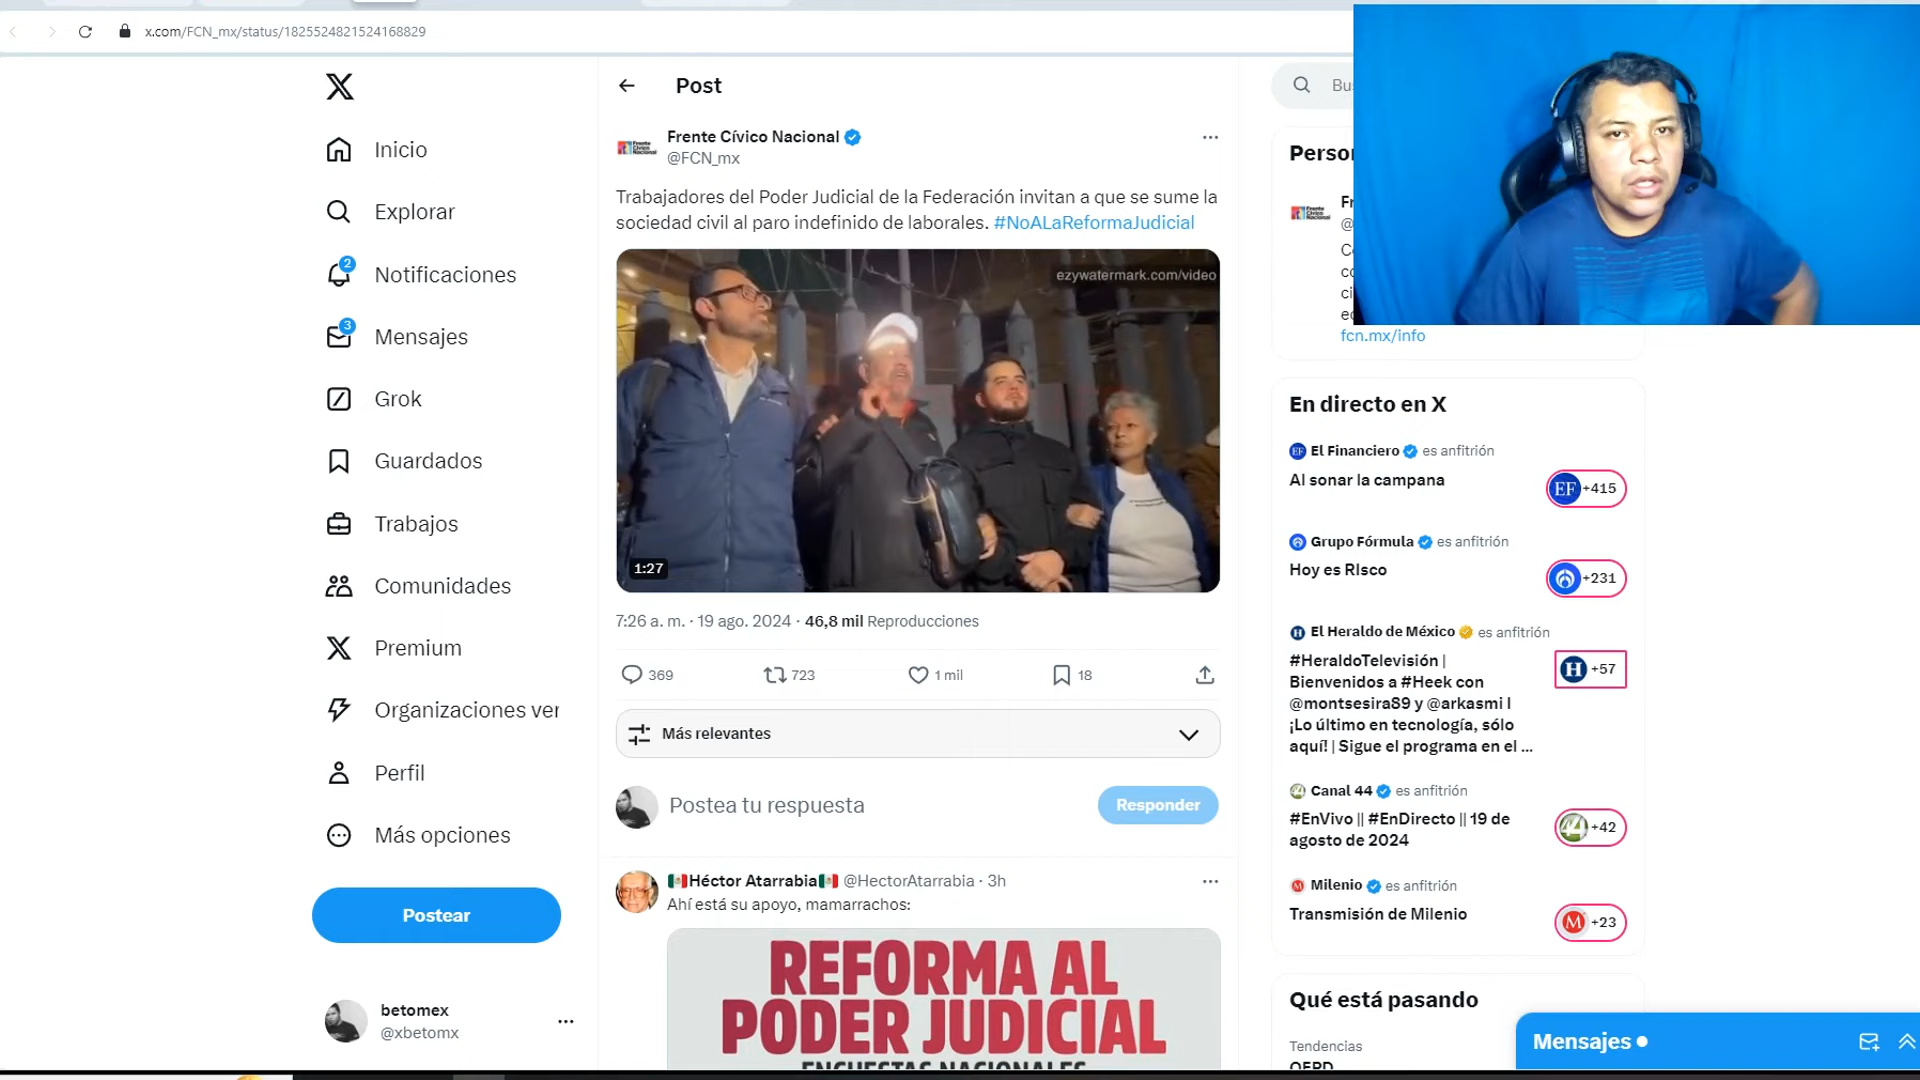 x.com/FCN_mx/status/1825524821524168829
Inicio
Explorar
2
Notificaciones
3
Mensajes
Grok
Guardados
Trabajos
Comunidades
Premium
Organizaciones ver
Perfil
Más opciones
Postear
betomex
@xbetomx
Post
Frente Cívico Nacional
@FCN_mx
Trabajadores del Poder Judicial de la Federación invitan a que se sume la
sociedad civil al paro indefinido de laborales. #NoALaReformaJudicial
ezywatermark.com/video
1:27
7:26 a. m. · 19 ago. 2024 · 46,8 mil Reproducciones
369 723 1 mil 18
Más relevantes
Postea tu respuesta
Responder
Héctor Atarrabia @HectorAtarrabia · 3h
Ahí está su apoyo, mamarrachos:
REFORMA AL
PODER JUDICIAL
ENCUESTAS NACIONALES
fcn.mx/info
En directo en X
El Financiero es anfitrión
Al sonar la campana
EF +415
Grupo Fórmula es anfitrión
Hoy es RIsco
+231
El Heraldo de México es anfitrión
#HeraldoTelevisión |
Bienvenidos a #Heek con
@montsesira89 y @arkasmi l
¡Lo último en tecnología, sólo
aquí! | Sigue el programa en el ...
H +57
Canal 44 es anfitrión
#EnVivo || #EnDirecto || 19 de
agosto de 2024
44 +42
Milenio es anfitrión
Transmisión de Milenio
M +23
Qué está pasando
Tendencias
Mensajes